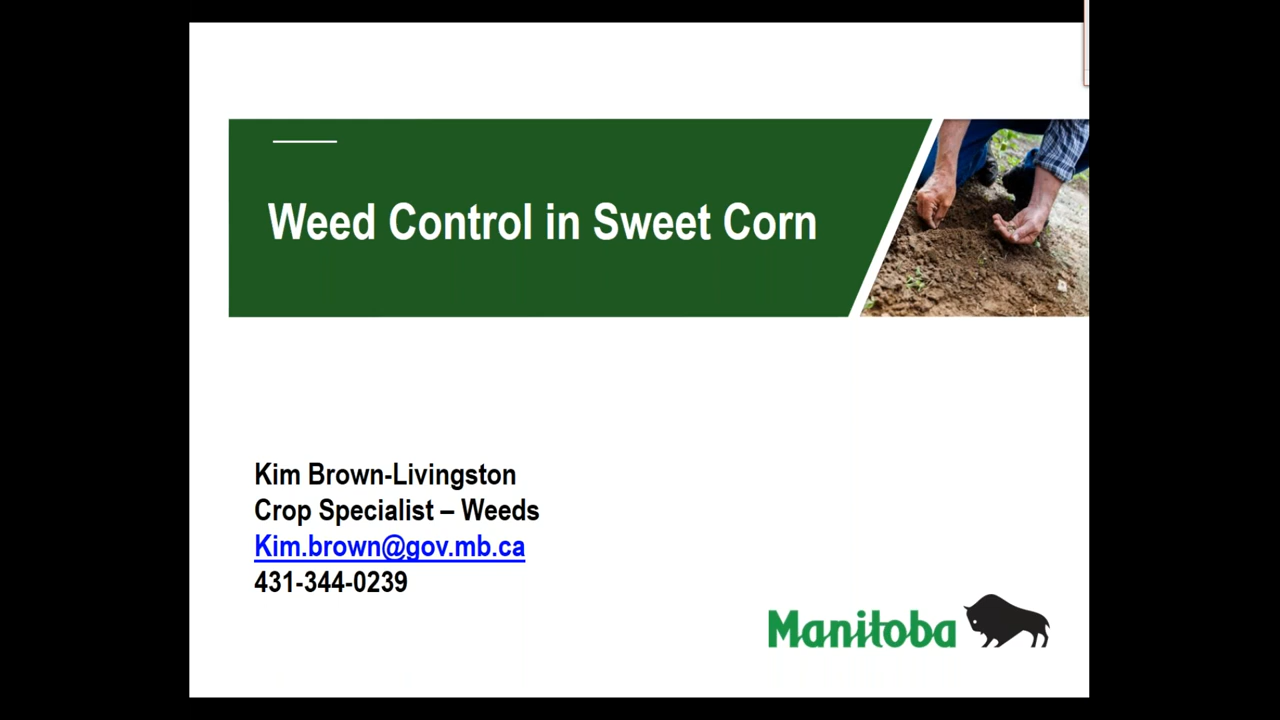 Weed Control in Sweet Corn
Kim Brown-Livingston
Crop Specialist – Weeds
Kim.brown@gov.mb.ca
431-344-0239
Manitoba